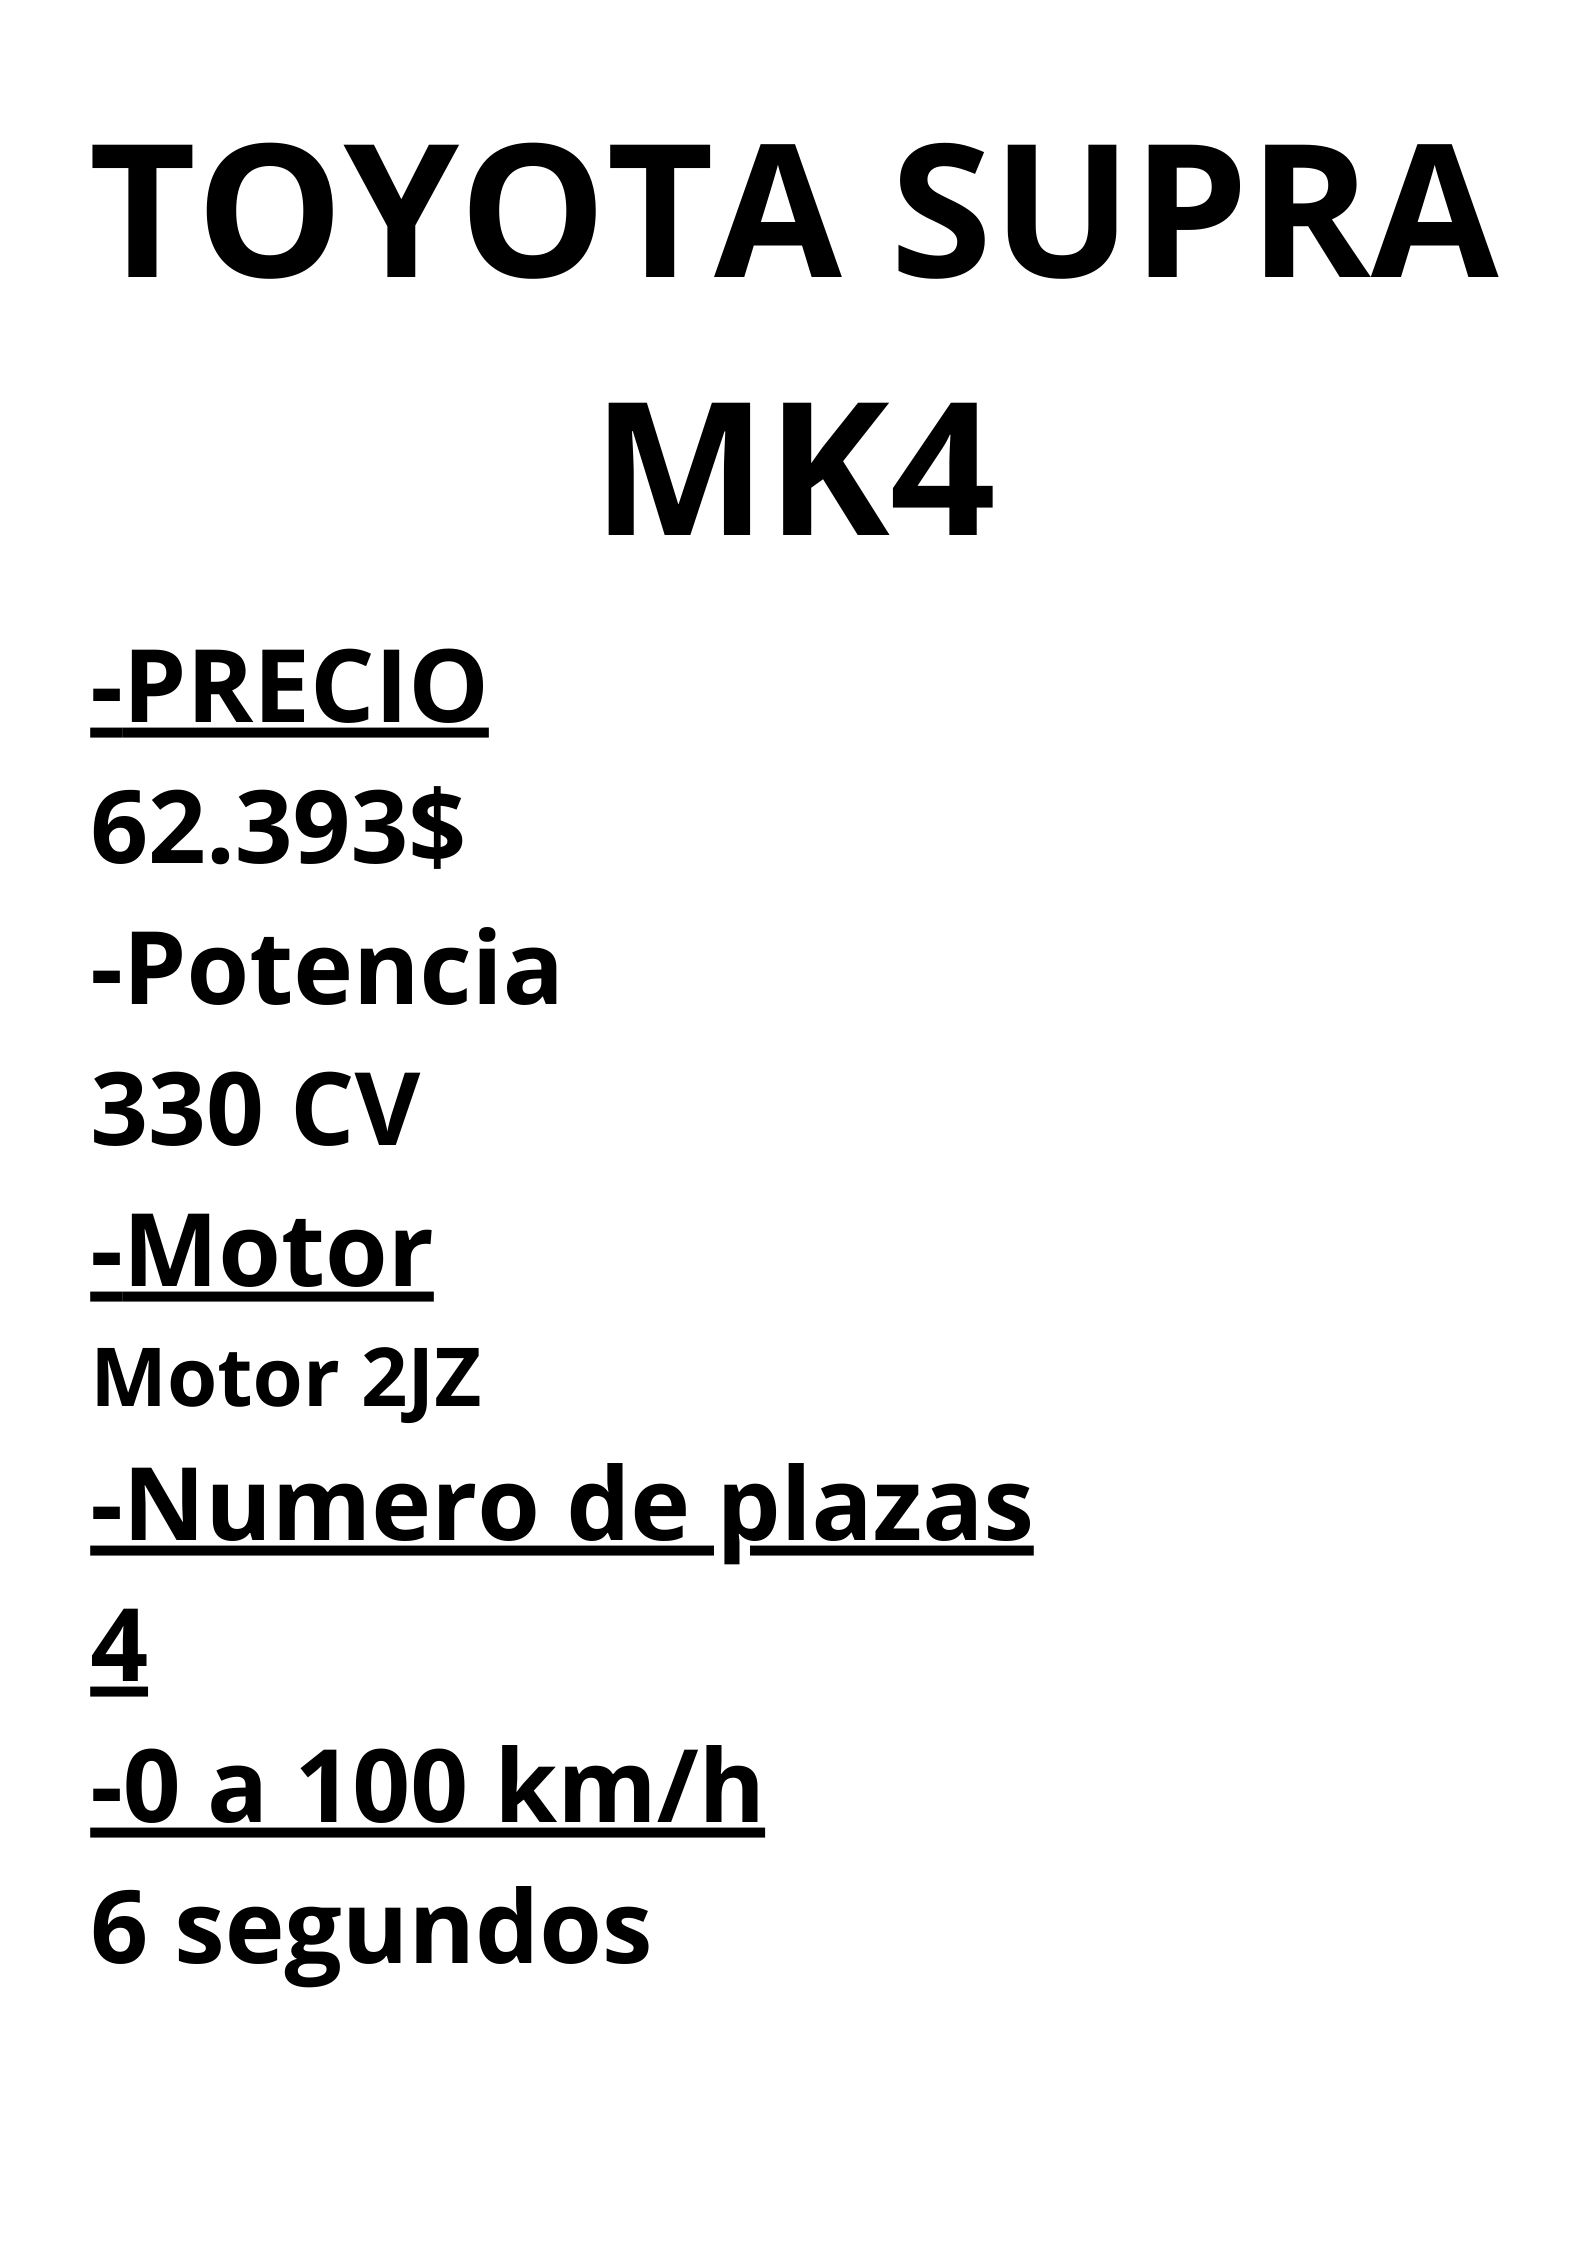 TOYOTA SUPRA
MK4
-PRECIO
62.393$
-Potencia
330 CV
-Motor
Motor 2JZ
-Numero de plazas
4
-0 a 100 km/h
6 segundos